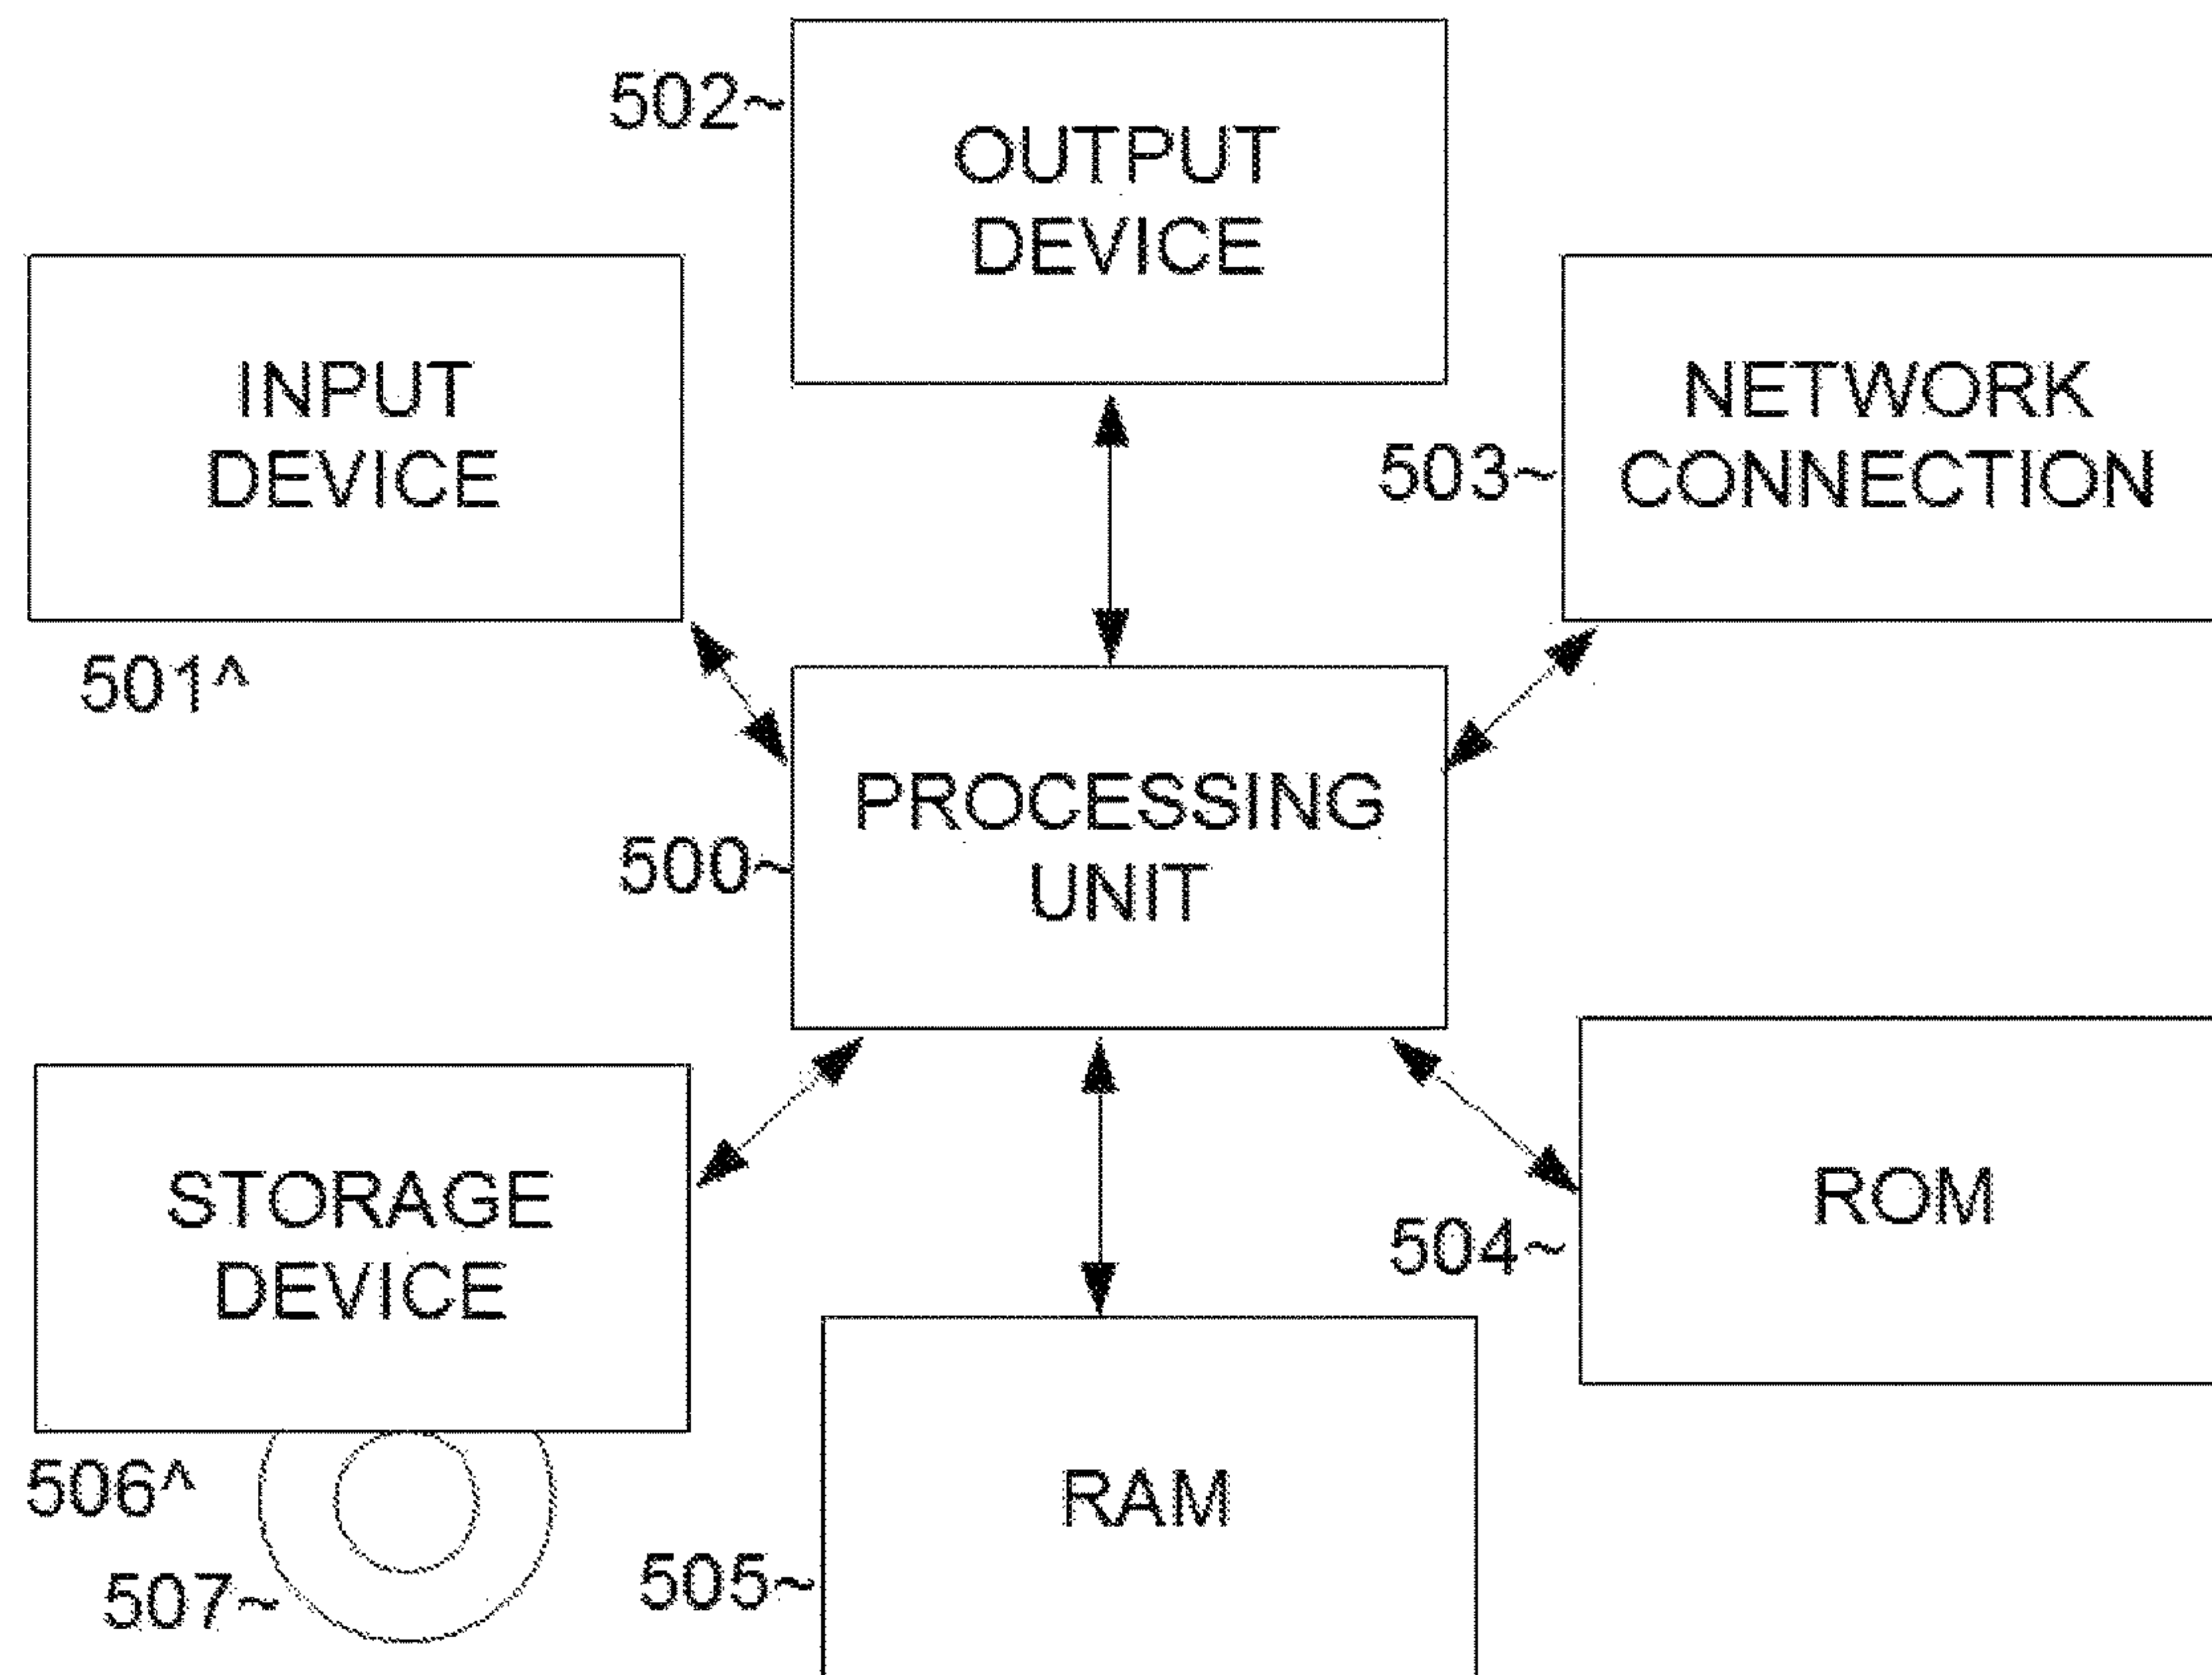 502~
OUTPUT
DEVICE
INPUT
DEVICE
501^
NETWORK
CONNECTION
503~
PROCESSING
UNIT
500~
STORAGE
DEVICE
506^
507~
ROM
504~
RAM
505~